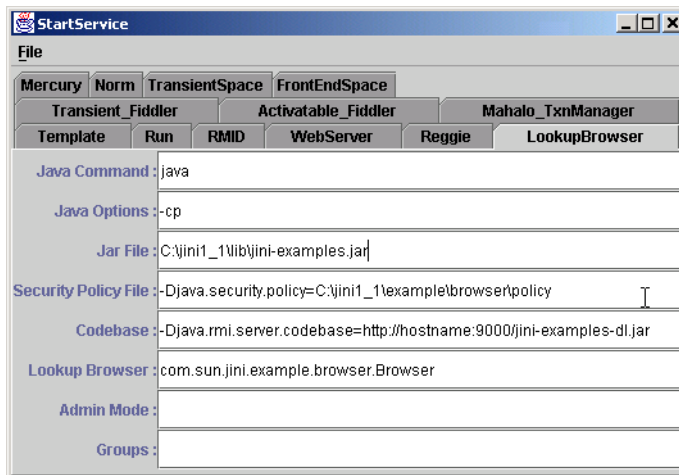 StartService
File
Mercury Norm TransientSpace FrontEndSpace
Transient_Fiddler Activatable_Fiddler Mahalo_TxnManager
Template Run RMID WebServer Reggie LookupBrowser
Java Command : java
Java Options : -cp
Jar File : C:\jini1_1\lib\jini-examples.jar
Security Policy File : -Djava.security.policy=C:\jini1_1\example\browser\policy
Codebase : -Djava.rmi.server.codebase=http://hostname:9000/jini-examples-dl.jar
Lookup Browser : com.sun.jini.example.browser.Browser
Admin Mode :
Groups :